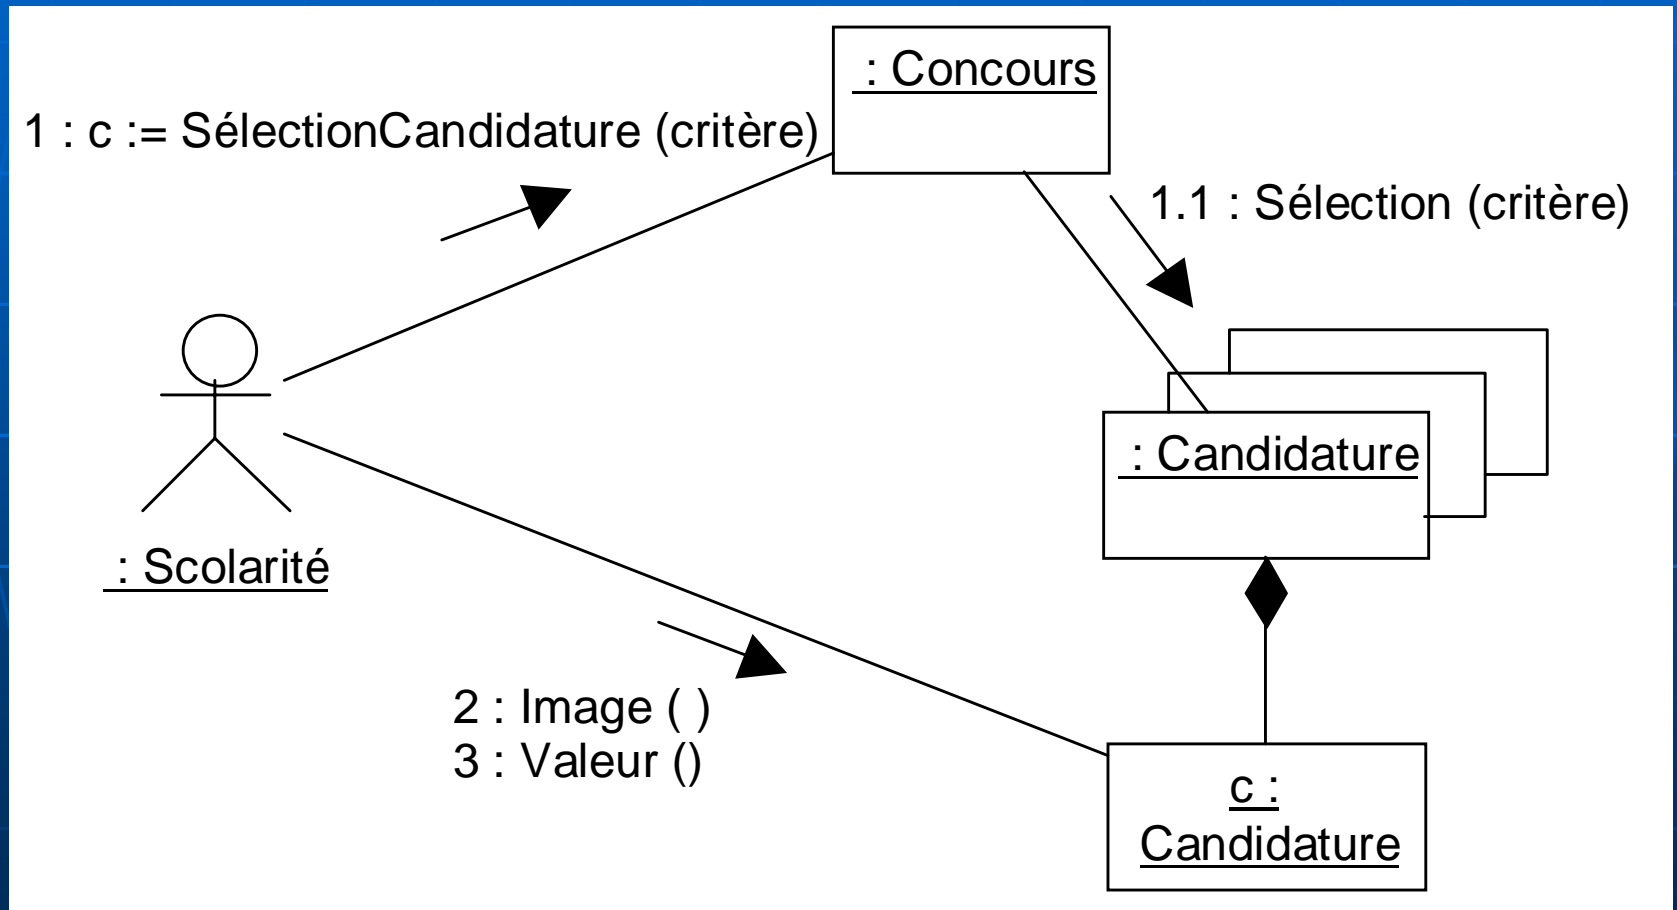 : Concours
1 : c := SélectionCandidature (critère)
1.1 : Sélection (critère)
: Candidature
: Scolarité
2 : Image ( )
3 : Valeur ()
c :
Candidature